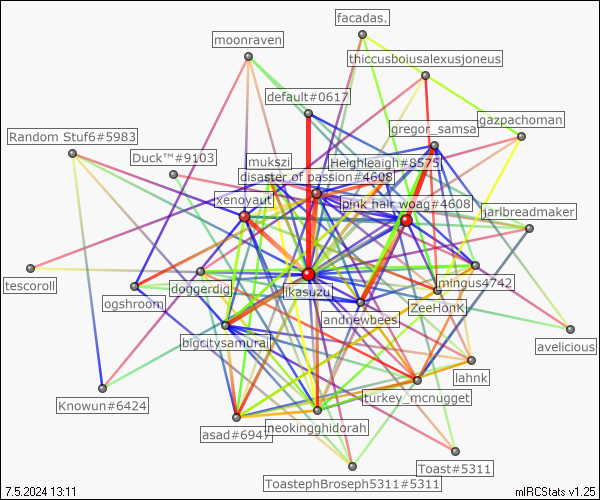 facadas.
moonraven
thiccusboiusalexusjoneus
default#0617
gazpachoman
gregor_samsa
Random Stuf6#5983
Duck™#9103
mukszi
Heighleaigh#8575
disaster of passion#4608
xenoyaut
pink hair woag#4608
jarlbreadmaker
tescoroll
doggerdig
mingus4742
ogshroom
likasuzu
ZeeHonK
landnewbees
bigcitysamurai
avelicious
lahnk
Knowun#6424
turkey_mcnugget
neokingghidorah
asad#6947
Toast#5311
ToastephBroseph5311#5311
7.5.2024 13:11
mIRCStats v1.25